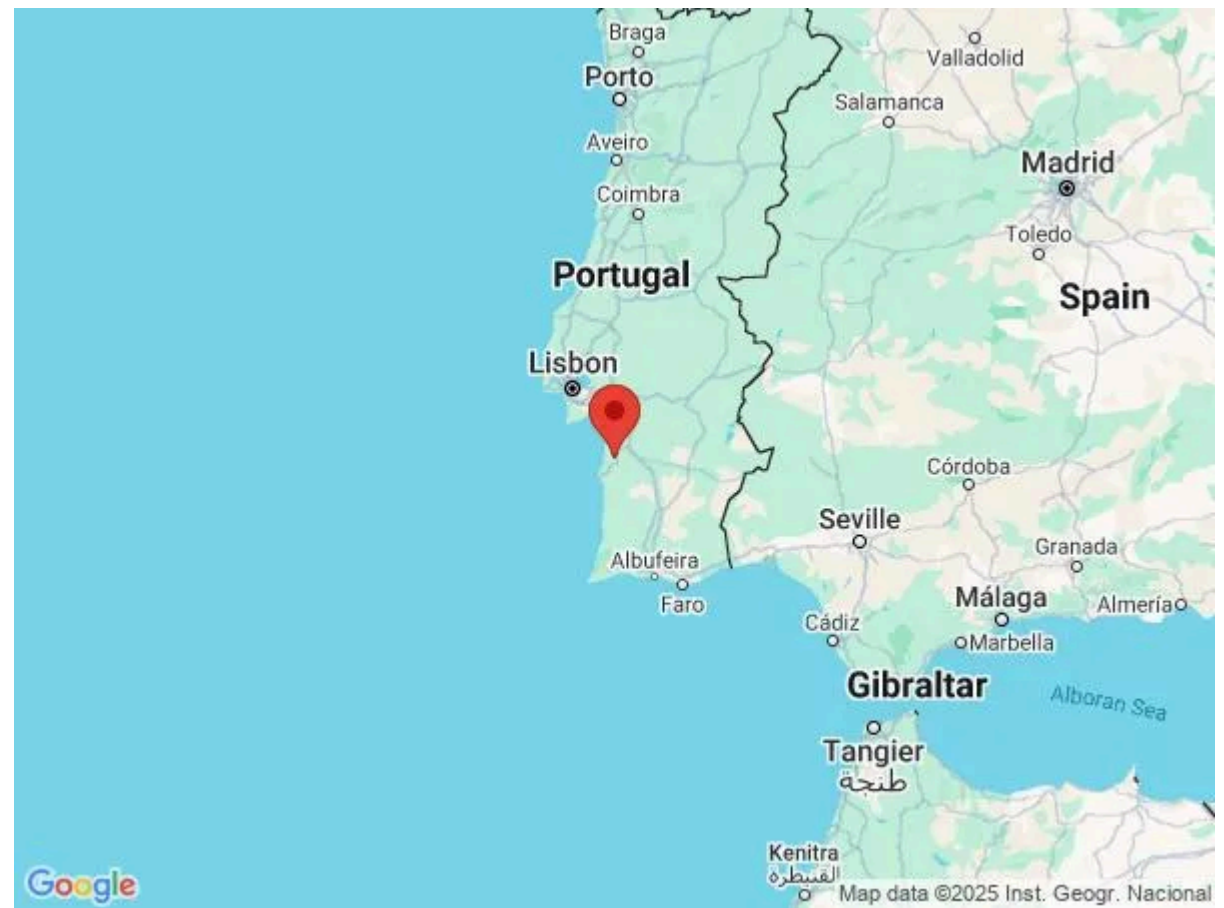 Braga
Porto
Valladolid
Salamanca
Aveiro
Madrid
Coimbra
Toledo
Portugal
Spain
Lisbon
Córdoba
Seville
Granada
Albufeira
Faro
Málaga
Almería
Cádiz
Marbella
Gibraltar
Alboran Sea
Tangier
طنجة
Kenitra
القنيطرة
Google
Map data ©2025 Inst. Geogr. Nacional